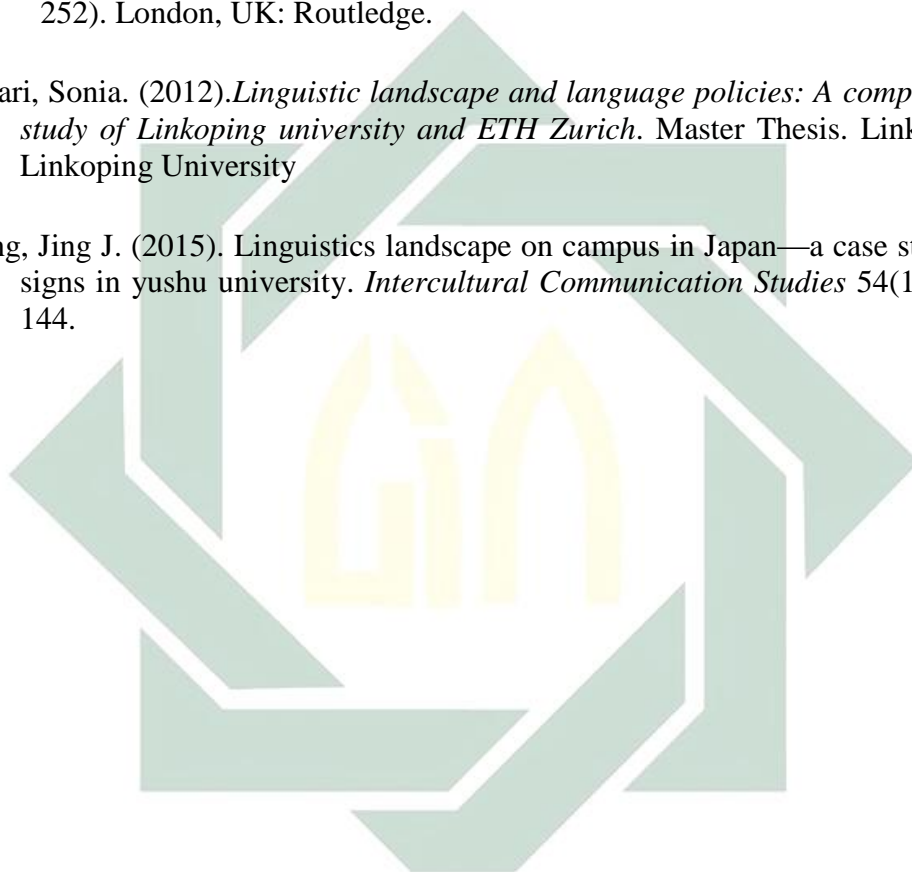 252). London, UK: Routledge.
ari, Sonia. (2012).Linguistic landscape and language policies: A comp
study of Linkoping university and ETH Zurich. Master Thesis. Link
Linkoping University
ng, Jing J. (2015). Linguistics landscape on campus in Japan—a case st
signs in yushu university. Intercultural Communication Studies 54(1
144.